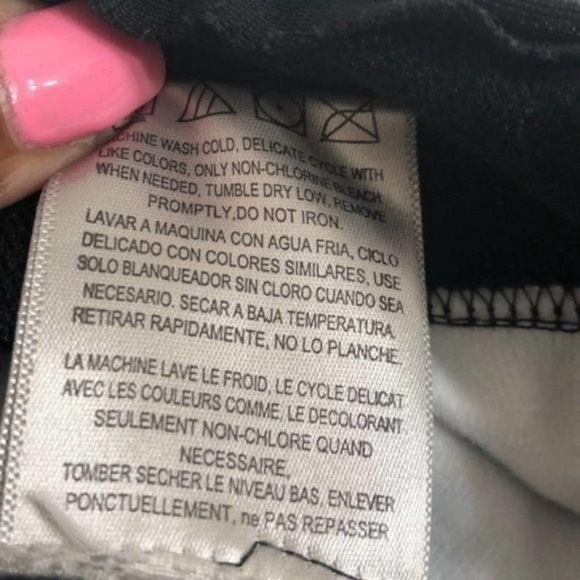 MACHINE WASH COLD, DELICATE CYCLE WITH
LIKE COLORS, ONLY NON-CHLORINE BLEACH
WHEN NEEDED, TUMBLE DRY LOW, REMOVE
PROMPTLY,DO NOT IRON.
LAVAR A MAQUINA CON AGUA FRIA, CICLO
DELICADO CON COLORES SIMILARES, USE
SOLO BLANQUEADOR SIN CLORO CUANDO SEA
NECESARIO. SECAR A BAJA TEMPERATURA
RETIRAR RAPIDAMENTE, NO LO PLANCHE.
LA MACHINE LAVE LE FROID, LE CYCLE DELICAT
AVEC LES COULEURS COMME, LE DECOLORANT
SEULEMENT NON-CHLORE QUAND
NECESSAIRE,
TOMBER SECHER LE NIVEAU BAS, ENLEVER
PONCTUELLEMENT, ne PAS REPASSER